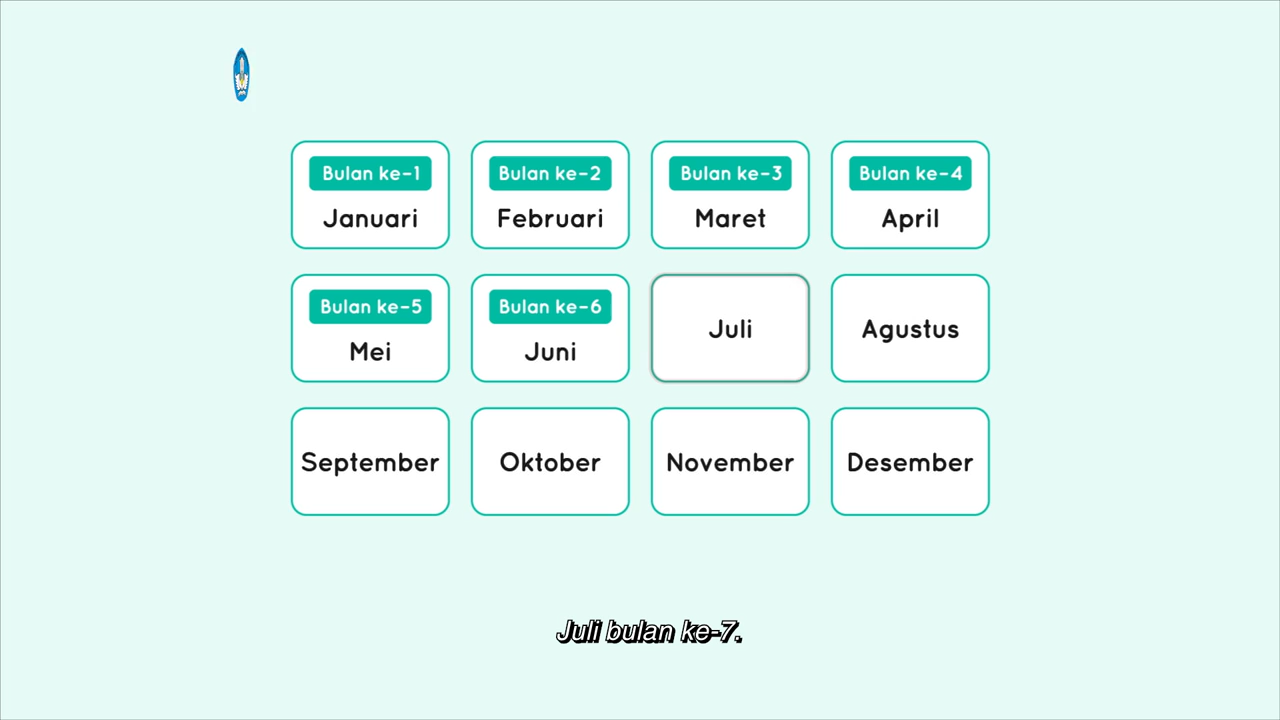 Bulan ke-1
Januari
Bulan ke-2
Februari
Bulan ke-3
Maret
Bulan ke-4
April
Bulan ke-5
Mei
Bulan ke-6
Juni
Juli
Agustus
September
Oktober
November
Desember
Juli bulan ke-7.